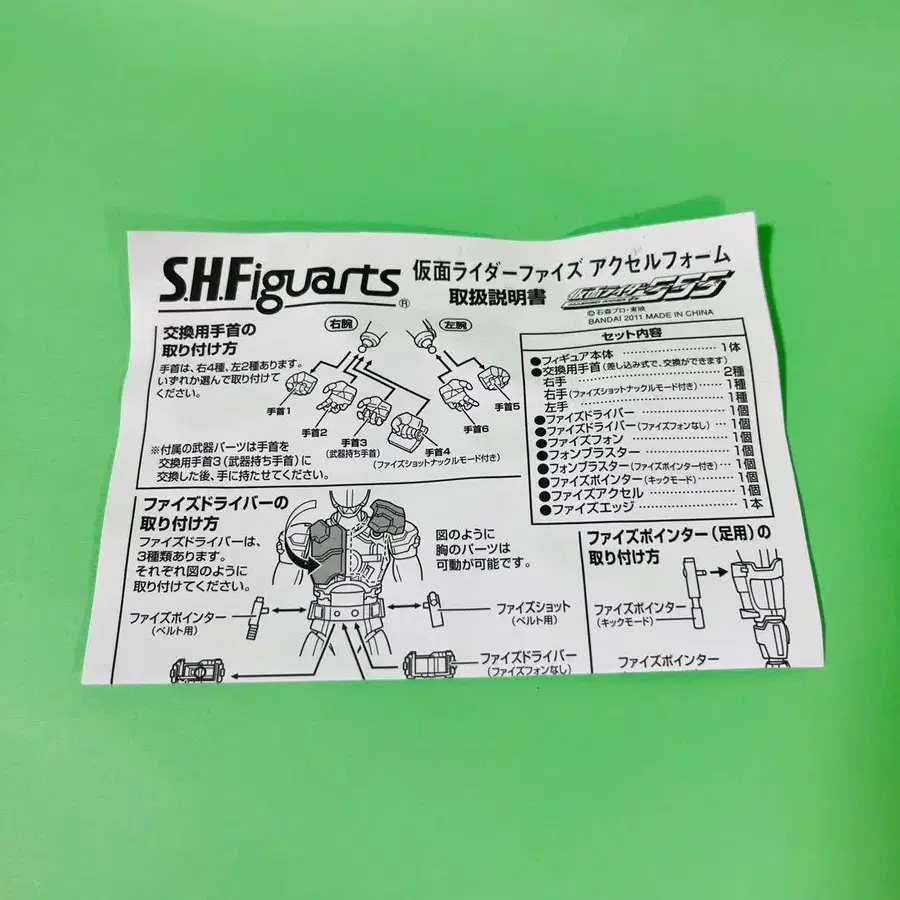 S.H.Figuarts®
仮面ライダーファイズ アクセルフォーム
取扱説明書
仮面ライダー555
©石森プロ・東映
BANDAI 2011 MADE IN CHINA
交換用手首の
取り付け方
手首は、右4種、左2種あります。
いずれか選んで取り付けて
ください。
右腕
左腕
手首1
手首2
手首3
(武器持ち手首)
手首4
(ファイズショットナックルモード付き)
手首6
手首5
※付属の武器パーツは手首を
交換用手首3(武器持ち手首)に
交換した後、手に持たせてください。
セット内容
●フィギュア本体 1体
●交換用手首(差し込み式で、交換ができます)
右手 2種
右手(ファイズショットナックルモード付き) 1種
左手 1種
●ファイズドライバー 1個
●ファイズドライバー(ファイズフォンなし) 1個
●ファイズフォン 1個
●フォンブラスター 1個
●フォンブラスター(ファイズポインター付き) 1個
●ファイズポインター(キックモード) 1個
●ファイズアクセル 1個
●ファイズエッジ 1本
ファイズドライバーの
取り付け方
ファイズドライバーは、
3種類あります。
それぞれ図のように
取り付けてください。
図のように
胸のパーツは
可動が可能です。
ファイズポインター
(ベルト用)
ファイズショット
(ベルト用)
ファイズドライバー
(ファイズフォンなし)
ファイズポインター(足用)の
取り付け方
ファイズポインター
(キックモード)
ファイズポインター